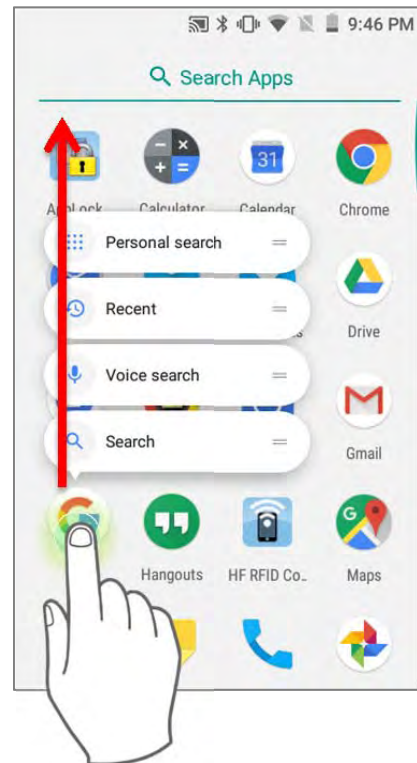 9:46 PM
Search Apps
31
AppLock Calculator Calendar Chrome
Personal search
Recent
Drive
Voice search
Search
Gmail
Hangouts HF RFID Co..
Maps